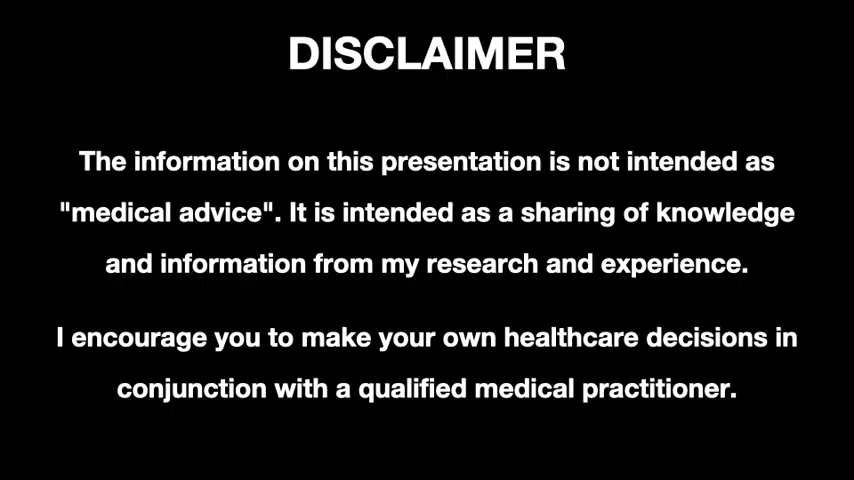 DISCLAIMER
The information on this presentation is not intended as
"medical advice". It is intended as a sharing of knowledge
and information from my research and experience.
I encourage you to make your own healthcare decisions in
conjunction with a qualified medical practitioner.